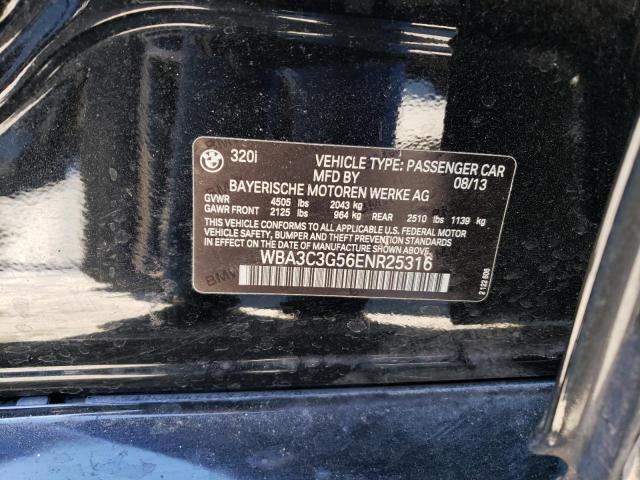 320i VEHICLE TYPE: PASSENGER CAR
MFD BY 08/13
BAYERISCHE MOTOREN WERKE AG
GVWR 4505 lbs 2043 kg
GAWR FRONT 2125 lbs 964 kg REAR 2510 lbs 1139 kg
THIS VEHICLE CONFORMS TO ALL APPLICABLE U.S. FEDERAL MOTOR
VEHICLE SAFETY, BUMPER AND THEFT PREVENTION STANDARDS
IN EFFECT ON THE DATE OF MANUFACTURE SHOWN ABOVE.
WBA3C3G56ENR25316